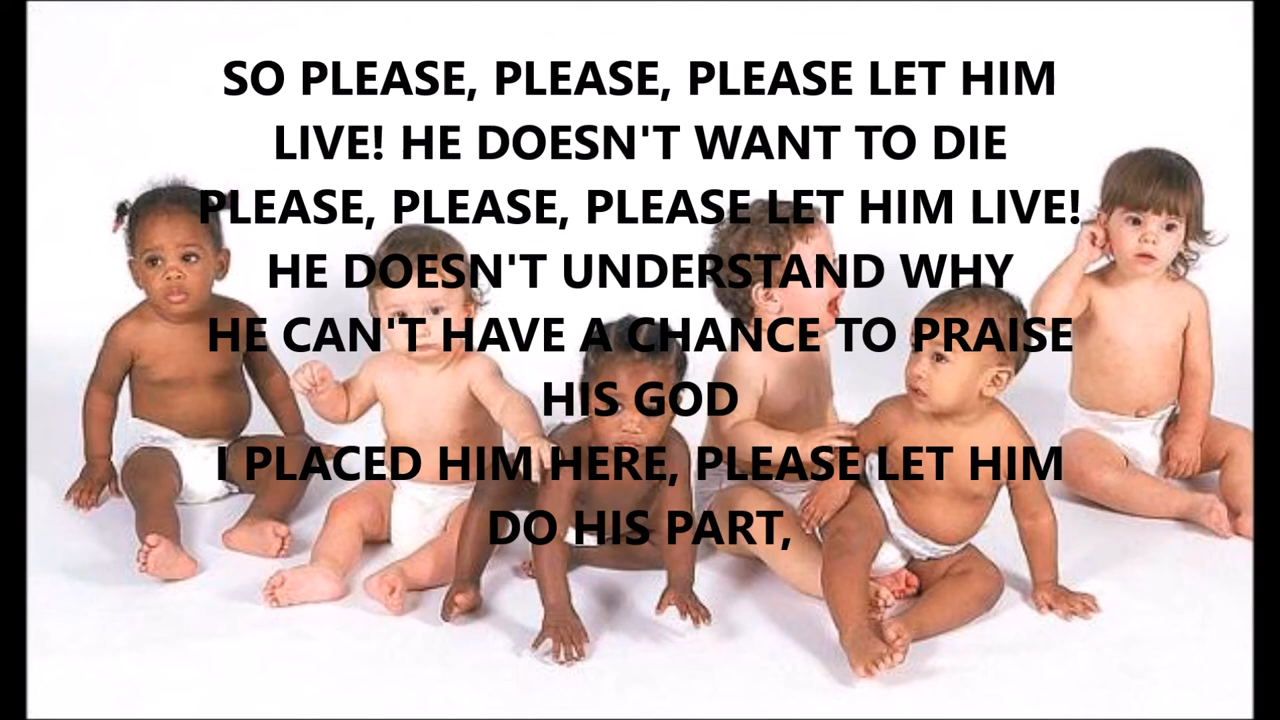 SO PLEASE, PLEASE, PLEASE LET HIM
LIVE! HE DOESN'T WANT TO DIE
PLEASE, PLEASE, PLEASE LET HIM LIVE!
HE DOESN'T UNDERSTAND WHY
HE CAN'T HAVE A CHANCE TO PRAISE
HIS GOD
I PLACED HIM HERE, PLEASE LET HIM
DO HIS PART,